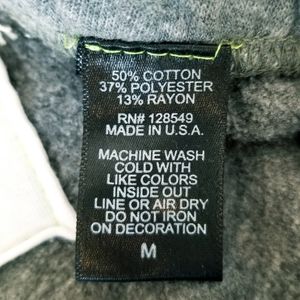 50% COTTON
37% POLYESTER
13% RAYON
RN# 128549
MADE IN U.S.A.
MACHINE WASH
COLD WITH
LIKE COLORS
INSIDE OUT
LINE OR AIR DRY
DO NOT IRON
ON DECORATION
M